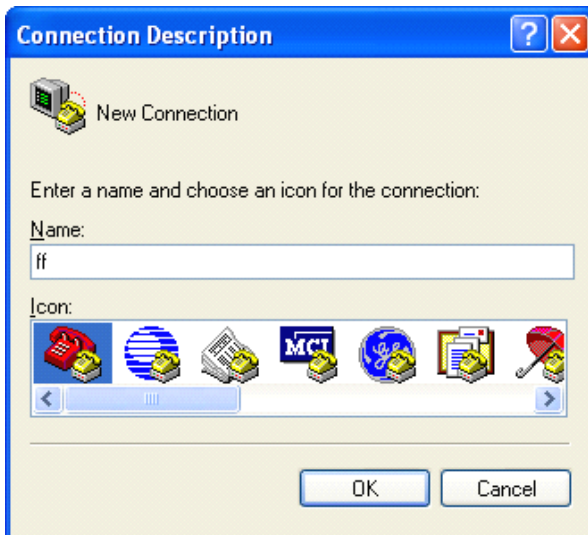 Connection Description
New Connection
Enter a name and choose an icon for the connection:
Name:
ff
Icon:
MCI
OK Cancel